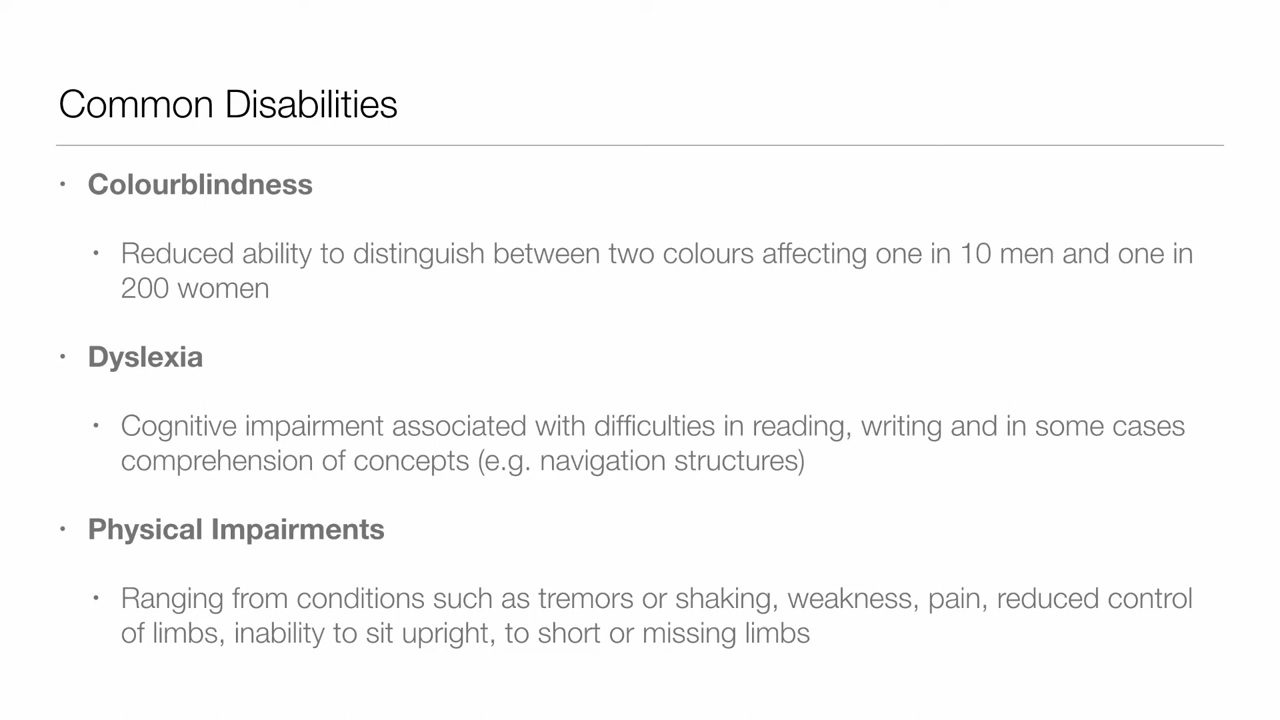 Common Disabilities
• Colourblindness
• Reduced ability to distinguish between two colours affecting one in 10 men and one in
200 women
• Dyslexia
• Cognitive impairment associated with difficulties in reading, writing and in some cases
comprehension of concepts (e.g. navigation structures)
• Physical Impairments
• Ranging from conditions such as tremors or shaking, weakness, pain, reduced control
of limbs, inability to sit upright, to short or missing limbs